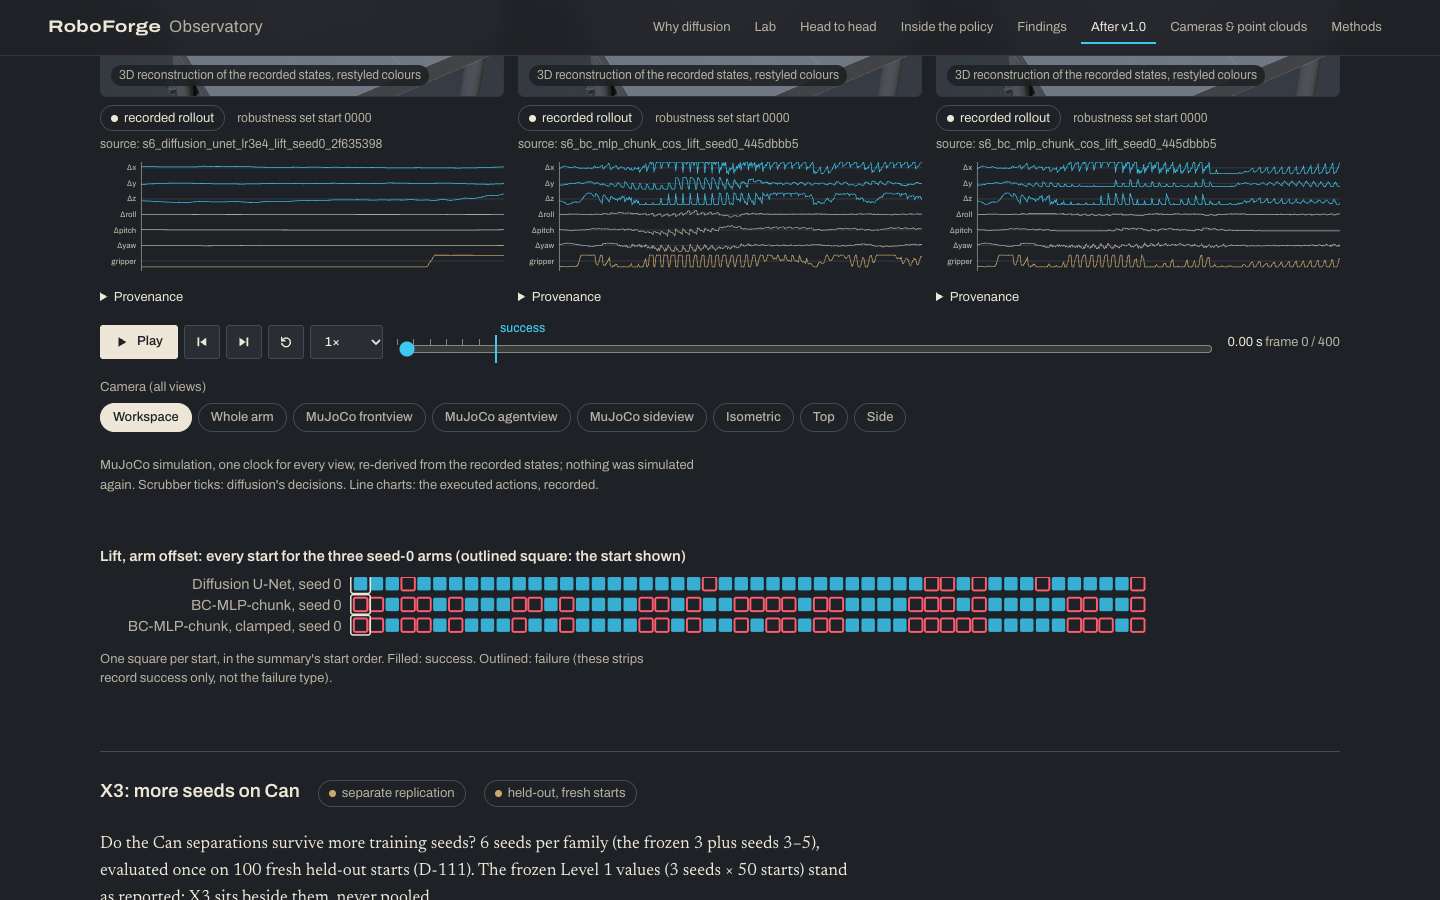 RoboForge Observatory
Why diffusion Lab Head to head Inside the policy Findings After v1.0 Cameras & point clouds Methods
3D reconstruction of the recorded states, restyled colours
3D reconstruction of the recorded states, restyled colours
3D reconstruction of the recorded states, restyled colours
recorded rollout robustness set start 0000
source: s6_diffusion_unet_lr3e4_lift_seed0_2f635398
Δx
Δy
Δz
Δroll
Δpitch
Δyaw
gripper
Provenance
recorded rollout robustness set start 0000
source: s6_bc_mlp_chunk_cos_lift_seed0_445dbbb5
Δx
Δy
Δz
Δroll
Δpitch
Δyaw
gripper
Provenance
recorded rollout robustness set start 0000
source: s6_bc_mlp_chunk_cos_lift_seed0_445dbbb5
Δx
Δy
Δz
Δroll
Δpitch
Δyaw
gripper
Provenance
Play 1× success 0.00 s frame 0 / 400
Camera (all views)
Workspace Whole arm MuJoCo frontview MuJoCo agentview MuJoCo sideview Isometric Top Side
MuJoCo simulation, one clock for every view, re-derived from the recorded states; nothing was simulated
again. Scrubber ticks: diffusion's decisions. Line charts: the executed actions, recorded.
Lift, arm offset: every start for the three seed-0 arms (outlined square: the start shown)
Diffusion U-Net, seed 0
BC-MLP-chunk, seed 0
BC-MLP-chunk, clamped, seed 0
One square per start, in the summary's start order. Filled: success. Outlined: failure (these strips
record success only, not the failure type).
X3: more seeds on Can separate replication held-out, fresh starts
Do the Can separations survive more training seeds? 6 seeds per family (the frozen 3 plus seeds 3–5),
evaluated once on 100 fresh held-out starts (D-111). The frozen Level 1 values (3 seeds × 50 starts) stand
as reported; X3 sits beside them, never pooled.